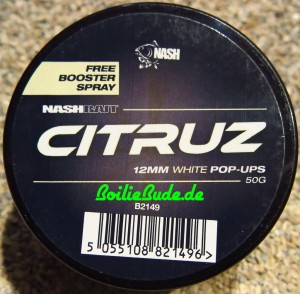 FREE
BOOSTER
SPRAY
NASH
NASHBAIT
CITRUZ
12MM WHITE POP-UPS
50G
BoilieBude.de
B2149
5 055108 821496 >